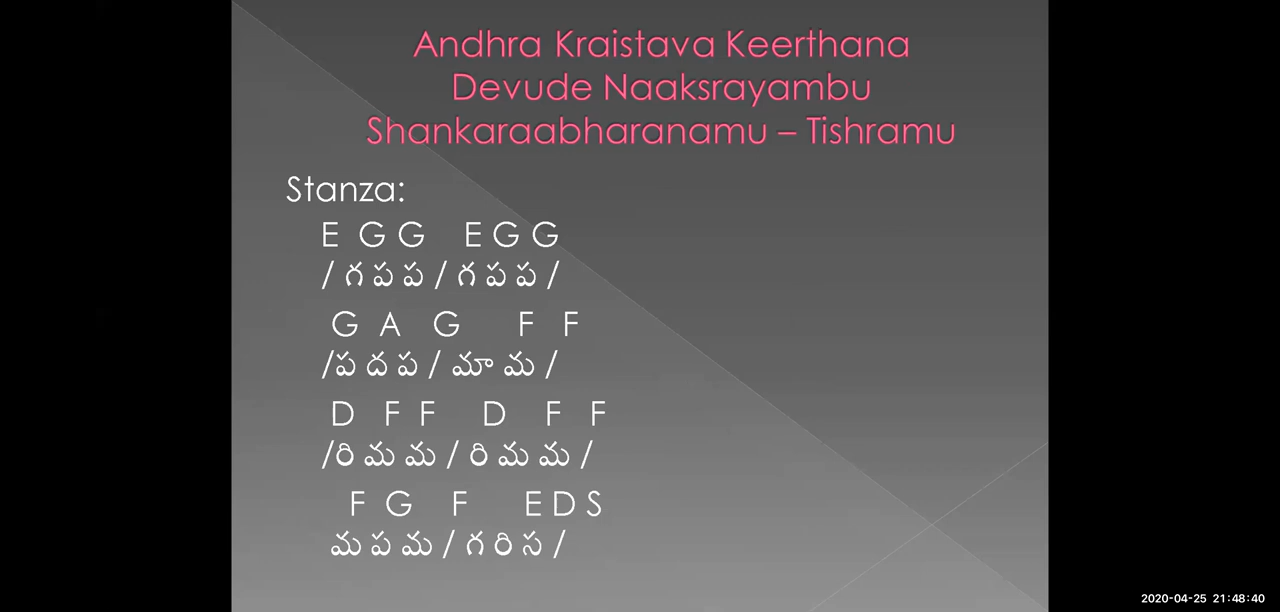 Andhra Kraistava Keerthana
Devude Naaksrayambu
Shankaraabharanamu – Tishramu
Stanza:
E G G E G G
/ గ ప ప / గ ప ప /
G A G F F
/ప ద ప / మా మ /
D F F D F F
/రి మ మ / రి మ మ /
F G F E D S
మ ప మ / గ రి స /
2020-04-25 21:48:40